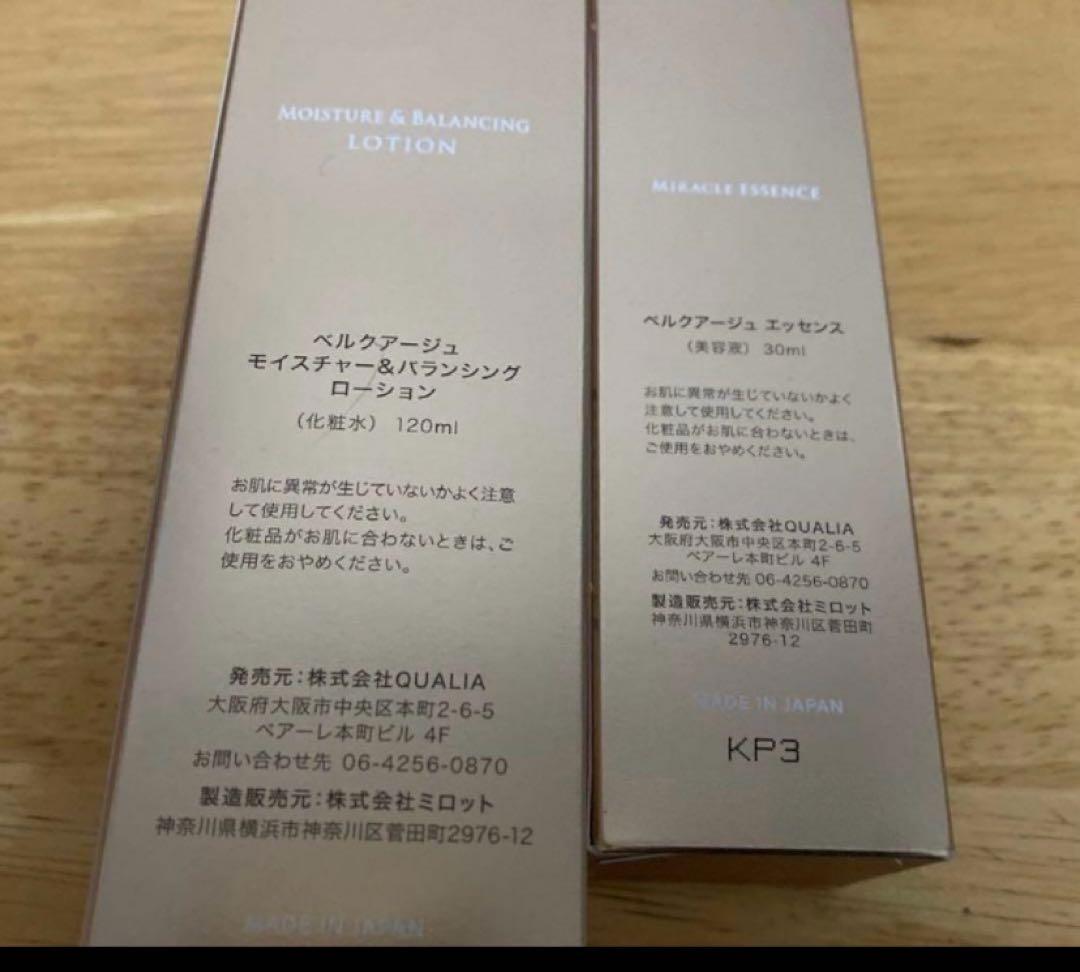 MOISTURE & BALANCING
LOTION
ベルクアージュ
モイスチャー&バランシング
ローション
（化粧水） 120ml
お肌に異常が生じていないかよく注意
して使用してください。
化粧品がお肌に合わないときは、ご
使用をおやめください。
発売元：株式会社QUALIA
大阪府大阪市中央区本町2-6-5
ベアーレ本町ビル 4F
お問い合わせ先 06-4256-0870
製造販売元：株式会社ミロット
神奈川県横浜市神奈川区菅田町2976-12
MADE IN JAPAN
MIRACLE ESSENCE
ベルクアージュ エッセンス
（美容液） 30ml
お肌に異常が生じていないかよく
注意して使用してください。
化粧品がお肌に合わないときは、
ご使用をおやめください。
発売元：株式会社QUALIA
大阪府大阪市中央区本町2-6-5
ベアーレ本町ビル 4F
お問い合わせ先 06-4256-0870
製造販売元：株式会社ミロット
神奈川県横浜市神奈川区菅田町
2976-12
MADE IN JAPAN
KP3